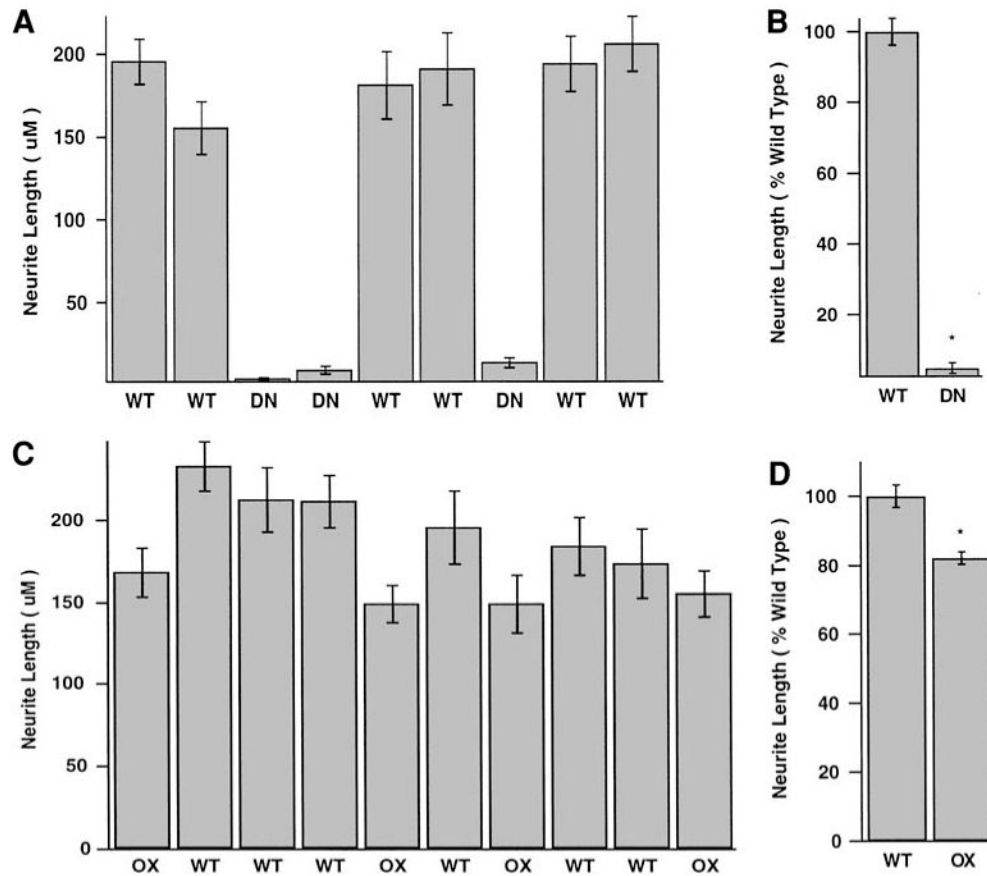 A
Neurite Length ( uM )
200
150
100
50
WT WT DN DN WT WT DN WT WT
B
Neurite Length ( % Wild Type )
100
80
60
40
20
*
WT DN
C
Neurite Length ( uM )
200
150
100
50
0
OX WT WT WT OX WT OX WT WT OX
D
Neurite Length ( % Wild Type )
100
80
60
40
20
0
*
WT OX